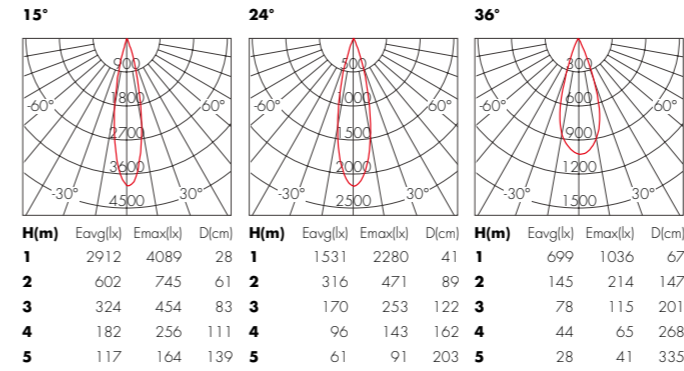 15° 24° 36°
900 500 300
1800 1000 600
-60° 60° -60° 60° -60° 60°
2700 1500 900
3600 2000 1200
-30° 30° -30° 30° -30° 30°
4500 2500 1500
H(m) Eavg(lx) Emax(lx) D(cm) H(m) Eavg(lx) Emax(lx) D(cm) H(m) Eavg(lx) Emax(lx) D(cm)
1 2912 4089 28 1 1531 2280 41 1 699 1036 67
2 602 745 61 2 316 471 89 2 145 214 147
3 324 454 83 3 170 253 122 3 78 115 201
4 182 256 111 4 96 143 162 4 44 65 268
5 117 164 139 5 61 91 203 5 28 41 335